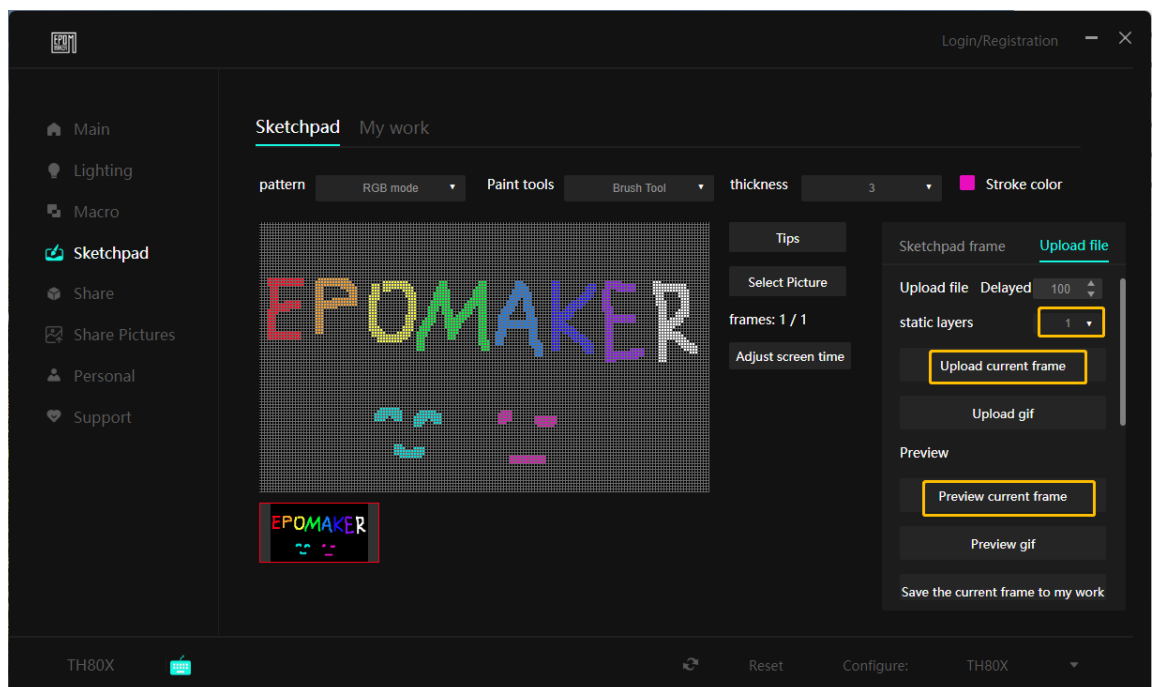 EPOMAKER
Login/Registration
Main
Lighting
Macro
Sketchpad
Share
Share Pictures
Personal
Support
Sketchpad My work
pattern RGB mode Paint tools Brush Tool thickness 3 Stroke color
EPOMAKER
Tips
Select Picture
frames: 1 / 1
Adjust screen time
Sketchpad frame Upload file
Upload file Delayed 100
static layers 1
Upload current frame
Upload gif
Preview
Preview current frame
Preview gif
Save the current frame to my work
EPOMAKER
TH80X Reset Configure: TH80X